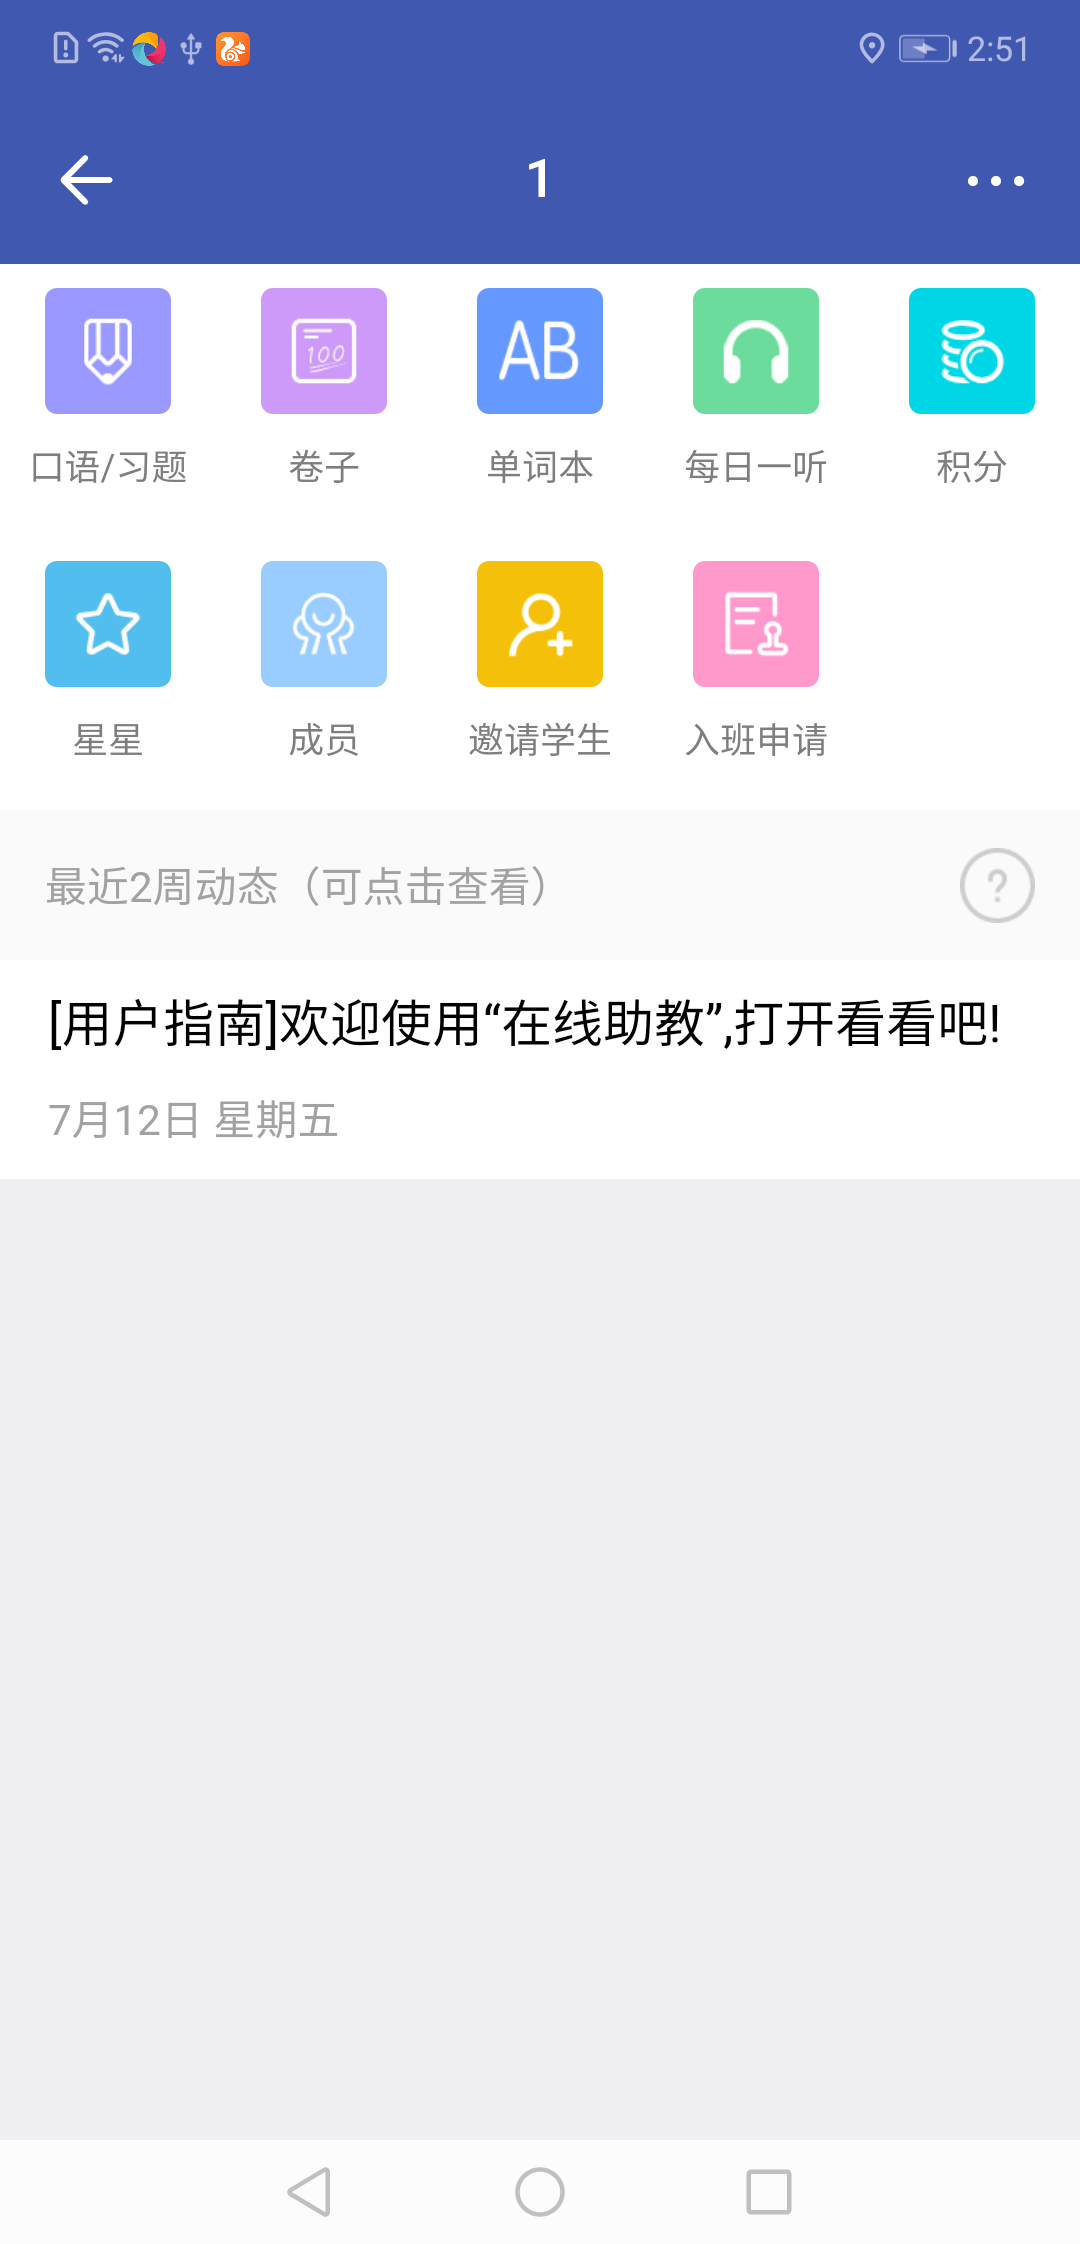 2:51
1
100
AB
口语/习题
卷子
单词本
每日一听
积分
星星
成员
邀请学生
入班申请
最近2周动态（可点击查看）
?
[用户指南]欢迎使用“在线助教”,打开看看吧!
7月12日 星期五